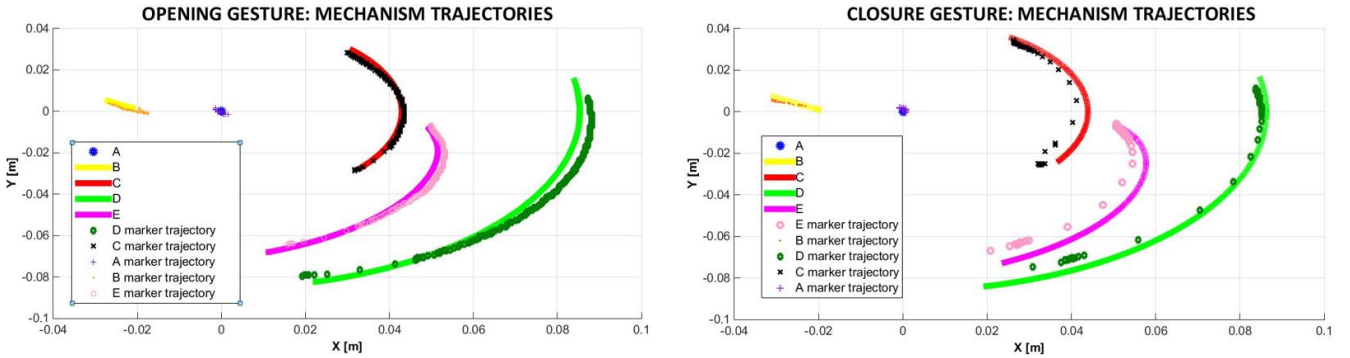 OPENING GESTURE: MECHANISM TRAJECTORIES
0.04
0.02
0
-0.02
-0.04
-0.06
-0.08
-0.1
Y [m]
A
B
C
D
E
D marker trajectory
C marker trajectory
A marker trajectory
B marker trajectory
E marker trajectory
-0.04
-0.02
0
0.02
0.04
0.06
0.08
0.1
X [m]
CLOSURE GESTURE: MECHANISM TRAJECTORIES
0.04
0.02
0
-0.02
-0.04
-0.06
-0.08
-0.1
Y [m]
A
B
C
D
E
E marker trajectory
B marker trajectory
D marker trajectory
C marker trajectory
A marker trajectory
-0.04
-0.02
0
0.02
0.04
0.06
0.08
0.1
X [m]